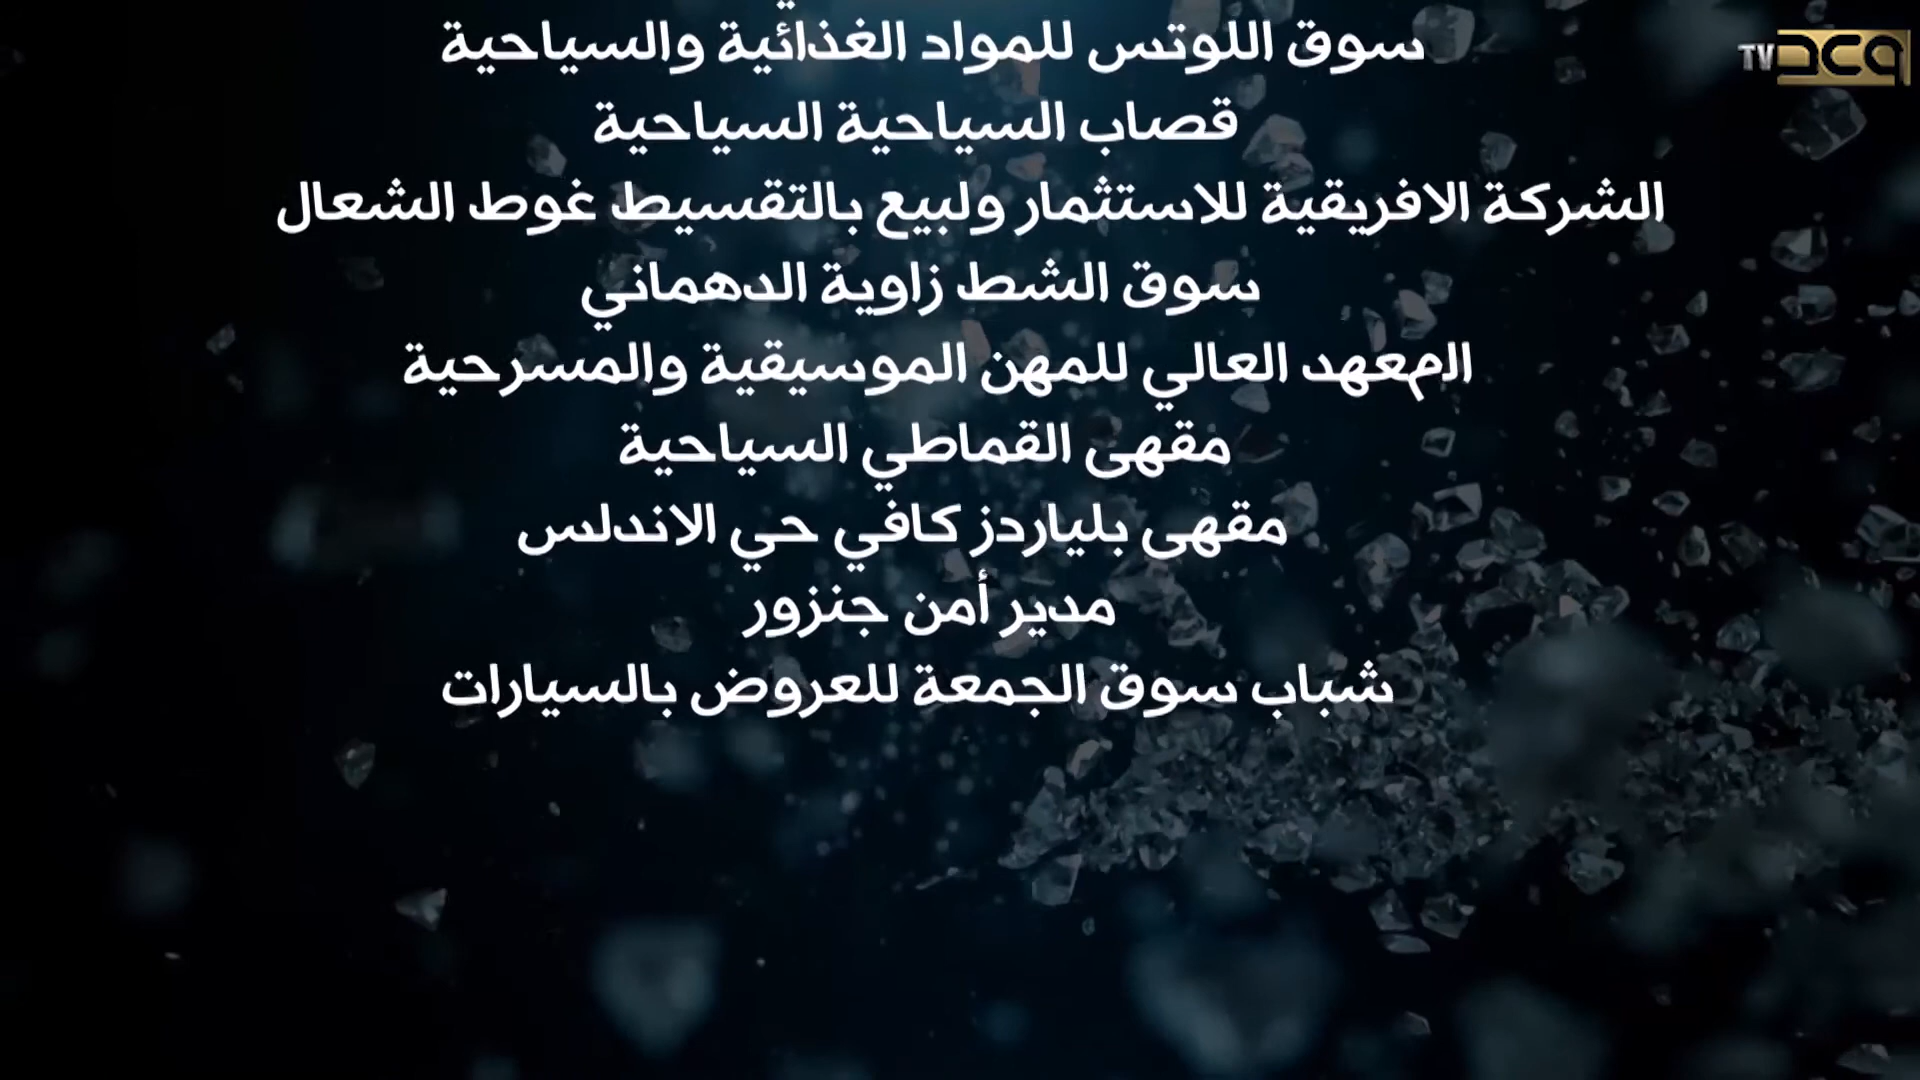 سوق اللوتس للمواد الغذائية والسياحية
قصاب السياحية السياحية
الشركة الافريقية للاستثمار ولبيع بالتقسيط غوط الشعال
سوق الشط زاوية الدهماني
المعهد العالي للمهن الموسيقية والمسرحية
مقهى القماطي السياحية
مقهى بلياردز كافي حي الاندلس
مدير أمن جنزور
شباب سوق الجمعة للعروض بالسيارات
TV